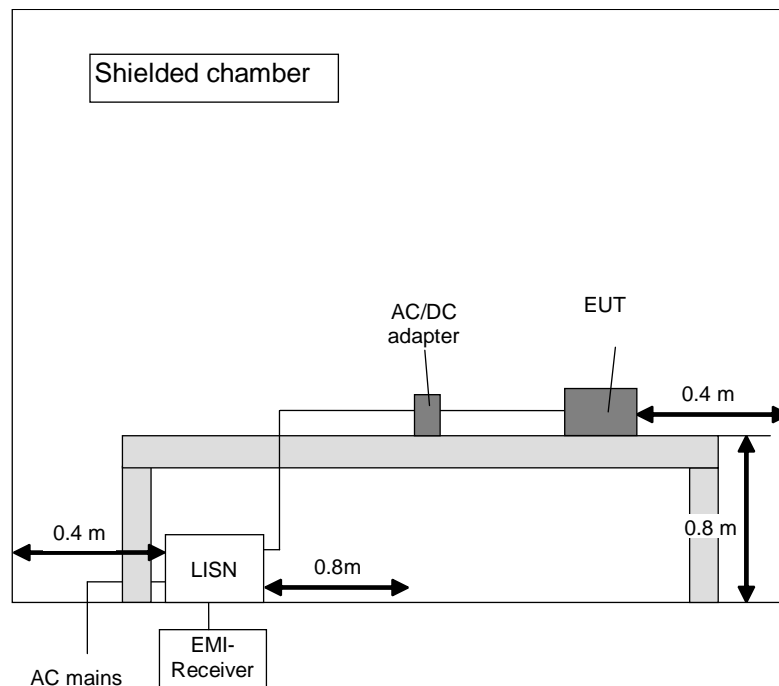 Shielded chamber
EUT
AC/DC
adapter
0.4 m
0.4 m
0.8 m
LISN
0.8m
EMI-
Receiver
AC mains